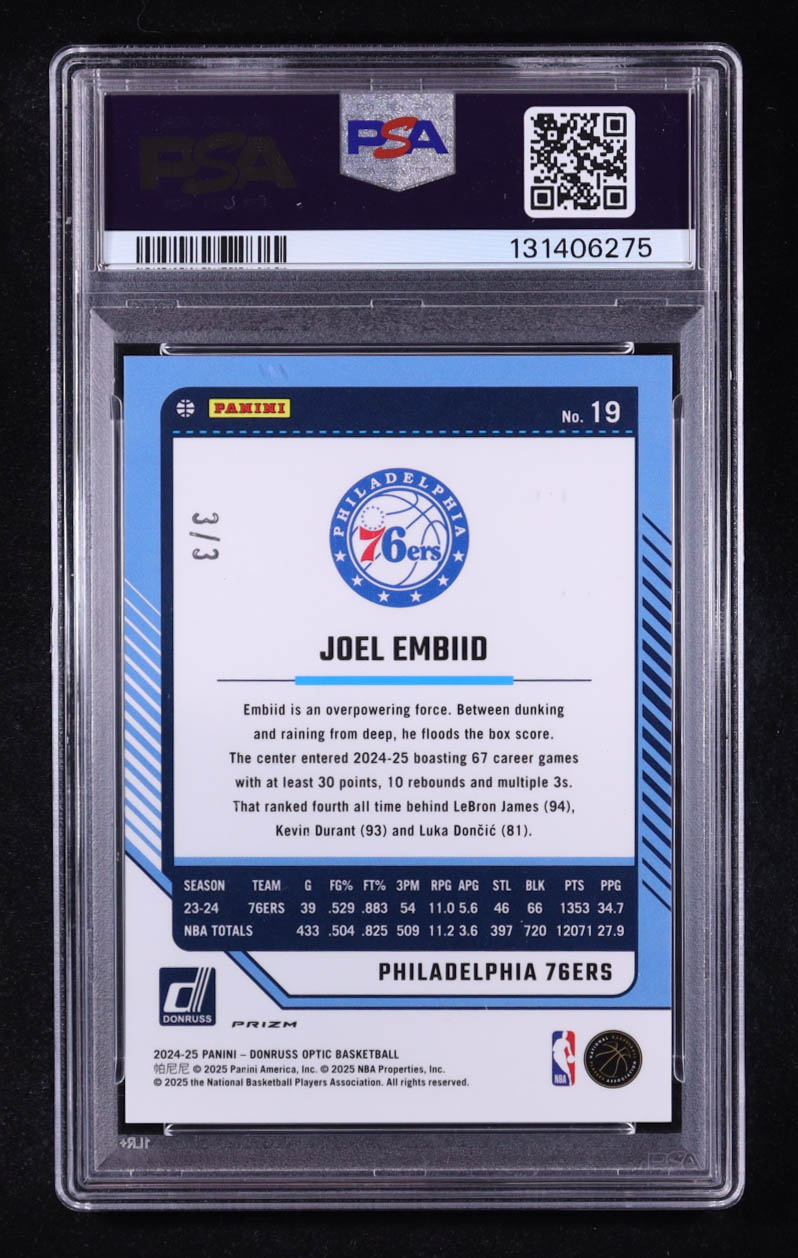 PSA
PSA
131406275
PANINI
No. 19
3/3
PHILADELPHIA
76ers
JOEL EMBIID
Embiid is an overpowering force. Between dunking
and raining from deep, he floods the box score.
The center entered 2024-25 boasting 67 career games
with at least 30 points, 10 rebounds and multiple 3s.
That ranked fourth all time behind LeBron James (94),
Kevin Durant (93) and Luka Dončić (81).
SEASON TEAM G FG% FT% 3PM RPG APG STL BLK PTS PPG
23-24 76ERS 39 .529 .883 54 11.0 5.6 46 66 1353 34.7
NBA TOTALS 433 .504 .825 509 11.2 3.6 397 720 12071 27.9
PHILADELPHIA 76ERS
DONRUSS
PRIZM
2024-25 PANINI – DONRUSS OPTIC BASKETBALL
帕尼尼 © 2025 Panini America, Inc. © 2025 NBA Properties, Inc.
© 2025 the National Basketball Players Association. All rights reserved.
NBA
1LR+
PSA